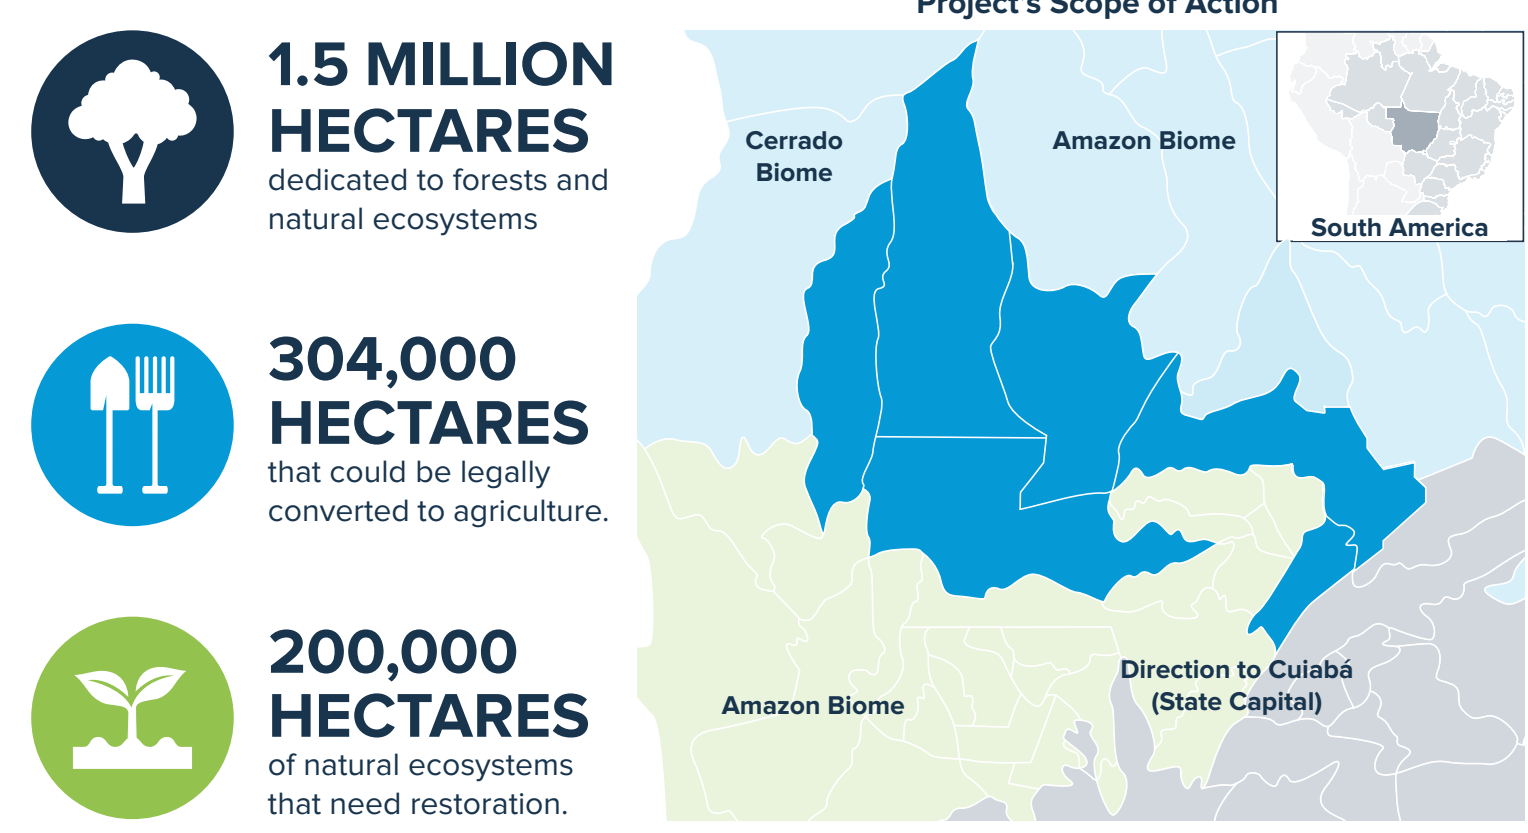 Project's Scope of Action
1.5 MILLION
HECTARES
dedicated to forests and
natural ecosystems
304,000
HECTARES
that could be legally
converted to agriculture.
200,000
HECTARES
of natural ecosystems
that need restoration.
Cerrado
Biome
Amazon Biome
South America
Amazon Biome
Direction to Cuiabá
(State Capital)